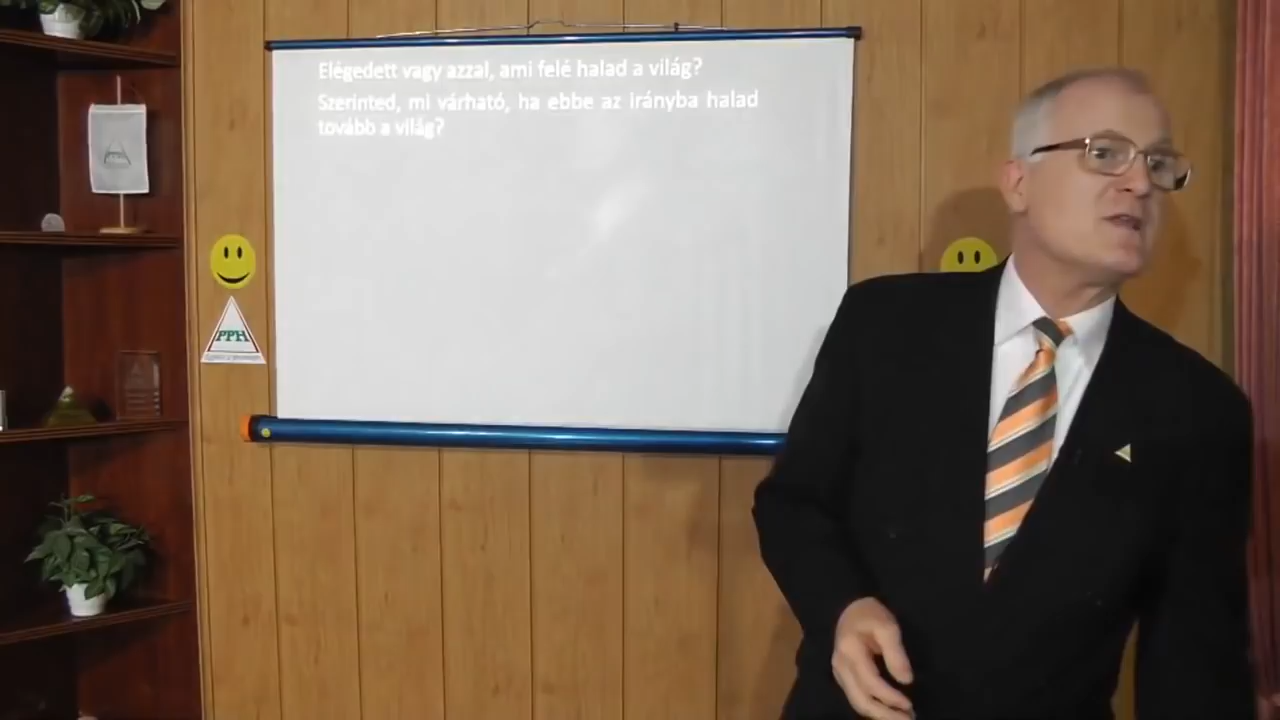 Elégedett vagy azzal, ami felé halad a világ?
Szerinted, mi várható, ha ebbe az irányba halad
tovább a világ?
PPH